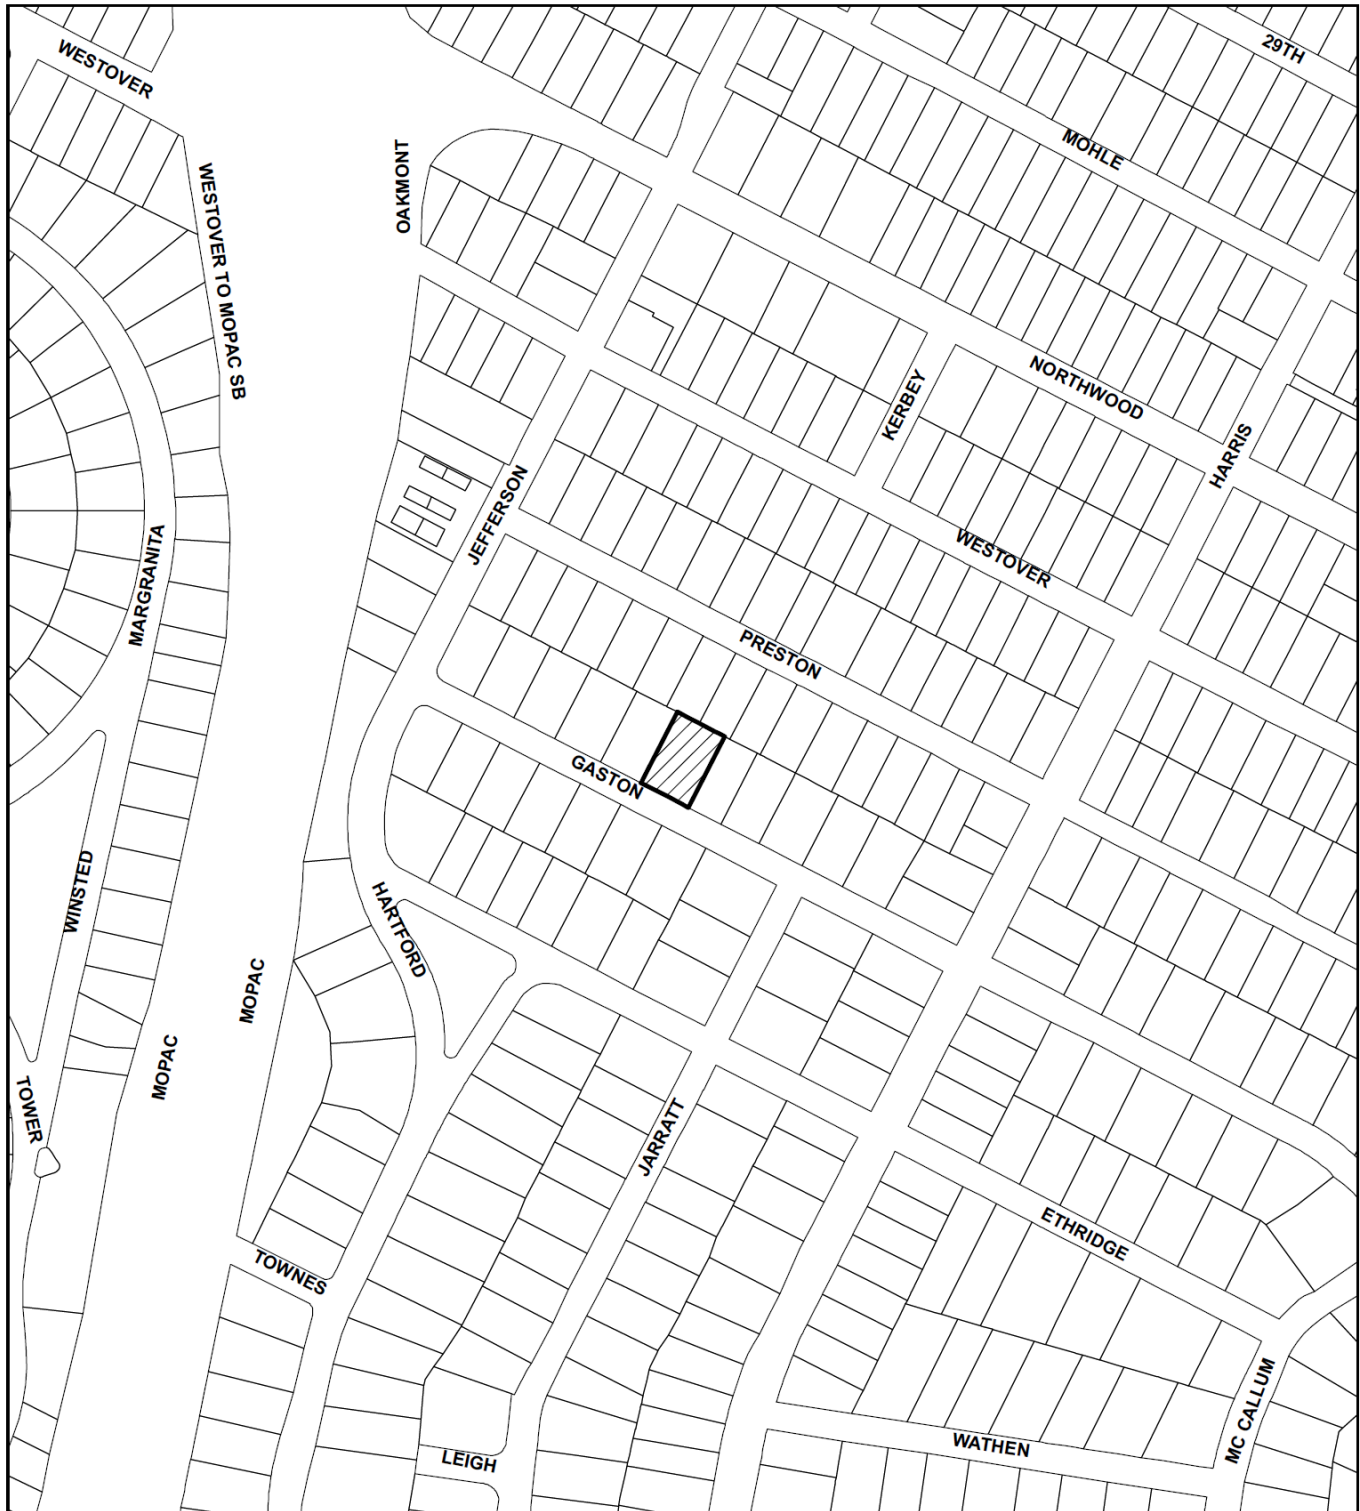 29TH
WESTOVER
MOHLE
OAKMONT
WESTOVER TO MOPAC SB
NORTHWOOD
KERBEY
HARRIS
JEFFERSON
WESTOVER
MARGRANITA
PRESTON
GASTON
WINSTED
HARTFORD
MOPAC
MOPAC
TOWER
JARRATT
ETHRIDGE
TOWNES
MC CALLUM
WATHEN
LEIGH